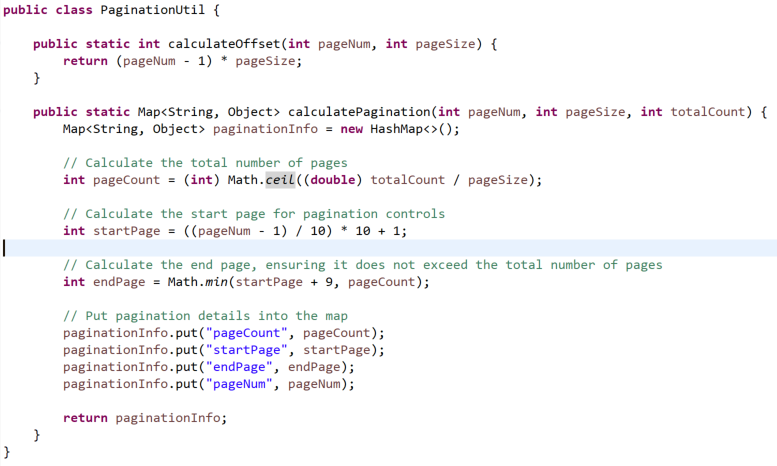 public class PaginationUtil {
public static int calculateOffset(int pageNum, int pageSize) {
return (pageNum - 1) * pageSize;
}
public static Map<String, Object> calculatePagination(int pageNum, int pageSize, int totalCount) {
Map<String, Object> paginationInfo = new HashMap<>();
// Calculate the total number of pages
int pageCount = (int) Math.ceil((double) totalCount / pageSize);
// Calculate the start page for pagination controls
int startPage = ((pageNum - 1) / 10) * 10 + 1;
// Calculate the end page, ensuring it does not exceed the total number of pages
int endPage = Math.min(startPage + 9, pageCount);
// Put pagination details into the map
paginationInfo.put("pageCount", pageCount);
paginationInfo.put("startPage", startPage);
paginationInfo.put("endPage", endPage);
paginationInfo.put("pageNum", pageNum);
return paginationInfo;
}
}